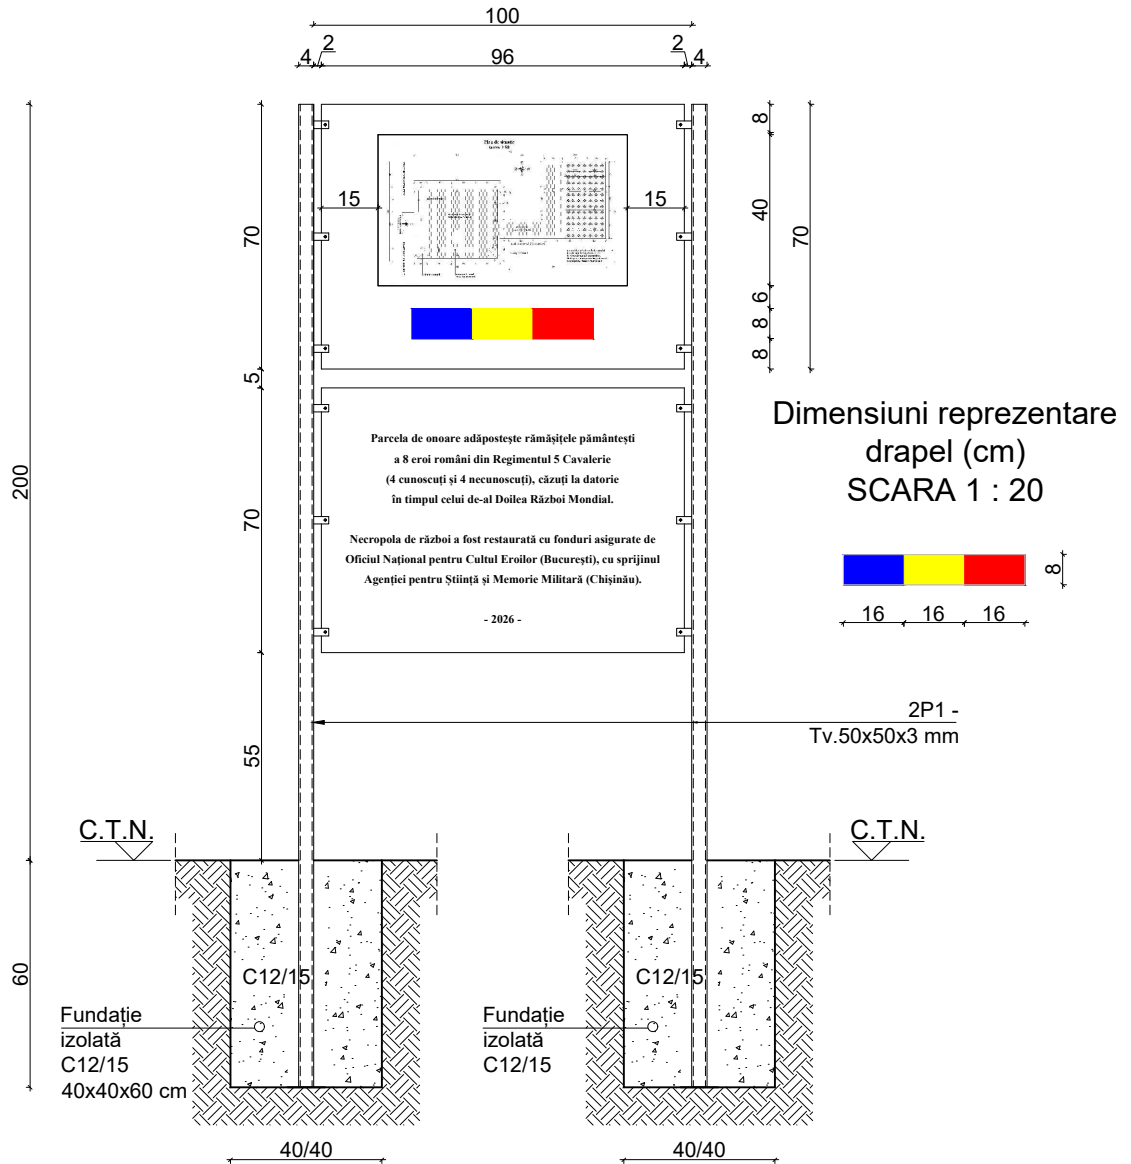 100
4
2
96
2
4
8
15
15
40
70
70
6
8
8
5
Plan de situație
Dimensiuni reprezentare
drapel (cm)
SCARA 1 : 20
Parcela de onoare adăpostește rămășițele pământești
a 8 eroi români din Regimentul 5 Cavalerie
(4 cunoscuți și 4 necunoscuți), căzuți la datorie
în timpul celui de-al Doilea Război Mondial.
Necropola de război a fost restaurată cu fonduri asigurate de
Oficiul Național pentru Cultul Eroilor (București), cu sprijinul
Agenției pentru Știință și Memorie Militară (Chișinău).
- 2026 -
200
70
8
16
16
16
2P1 -
Tv.50x50x3 mm
55
C.T.N.
C.T.N.
60
C12/15
C12/15
Fundație
izolată
C12/15
40x40x60 cm
Fundație
izolată
C12/15
40/40
40/40